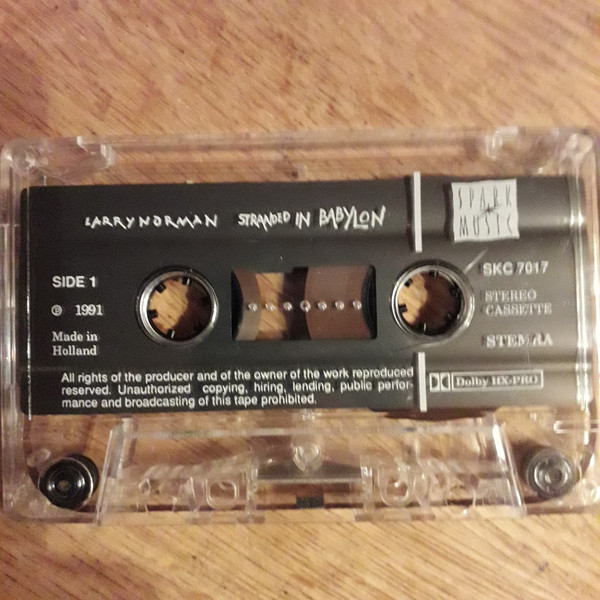 LARRY NORMAN STRANDED IN BABYLON
SPARK
MUSIC
SIDE 1
SKC 7017
℗ 1991
STEREO
CASSETTE
Made in
Holland
STEMRA
All rights of the producer and of the owner of the work reproduced
reserved. Unauthorized copying, hiring, lending, public perfor-
mance and broadcasting of this tape prohibited.
Dolby HX-PRO